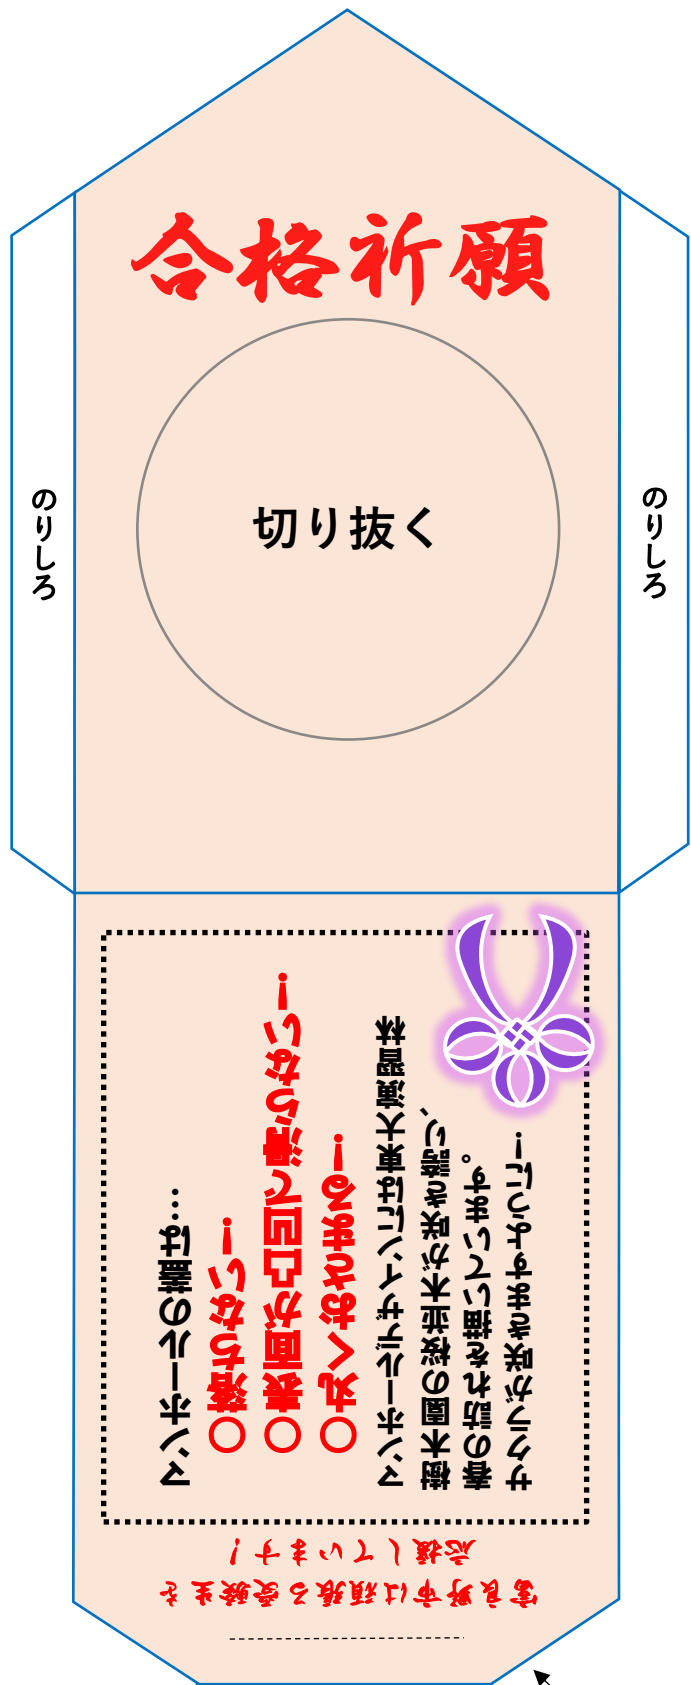 合格祈願
切り抜く
のりしろ
のりしろ
マンホールの蓋は…
○落ちない！
○表面が凸凹で滑らない！
○丸くおさまる！
マンホールデザインには東大演習林
樹木園の桜並木が咲き誇り、
春の訪れを描いています。
サクラが咲きますように！
富良野市は頑張る受験生を
応援しています！